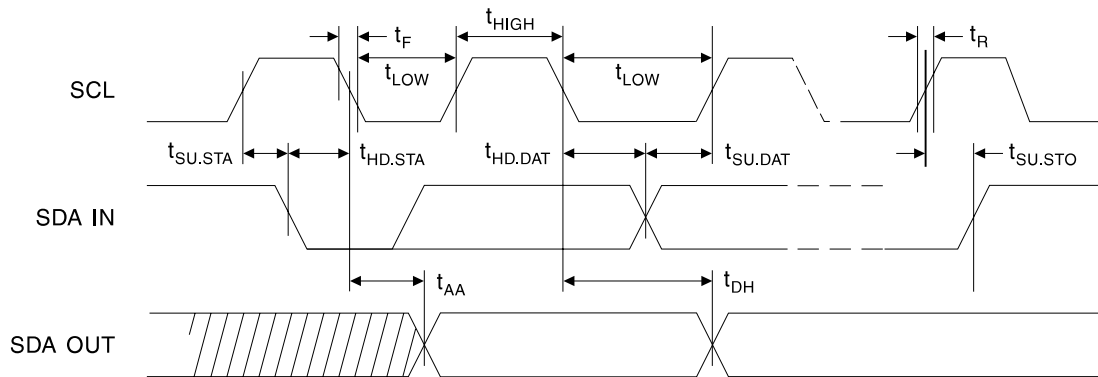 tHIGH
tF
tR
SCL
tLOW
tLOW
tSU.STA
tHD.STA
tHD.DAT
tSU.DAT
tSU.STO
SDA IN
tAA
tDH
SDA OUT